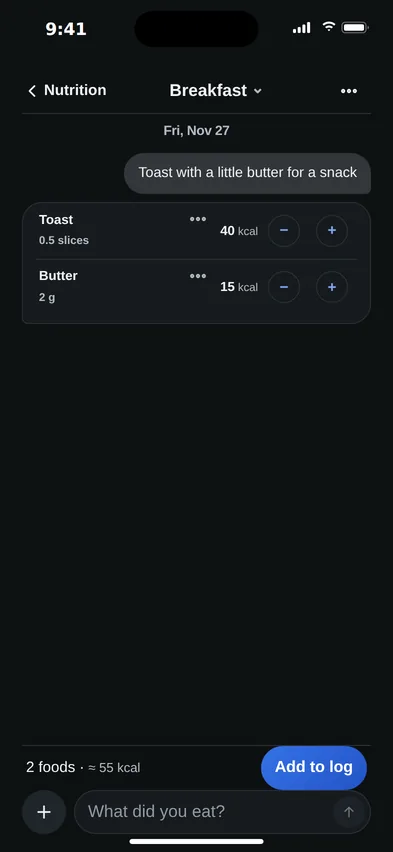 9:41
Nutrition
Breakfast
Fri, Nov 27
Toast with a little butter for a snack
Toast
40 kcal
0.5 slices
Butter
15 kcal
2 g
2 foods · ≈ 55 kcal
Add to log
What did you eat?